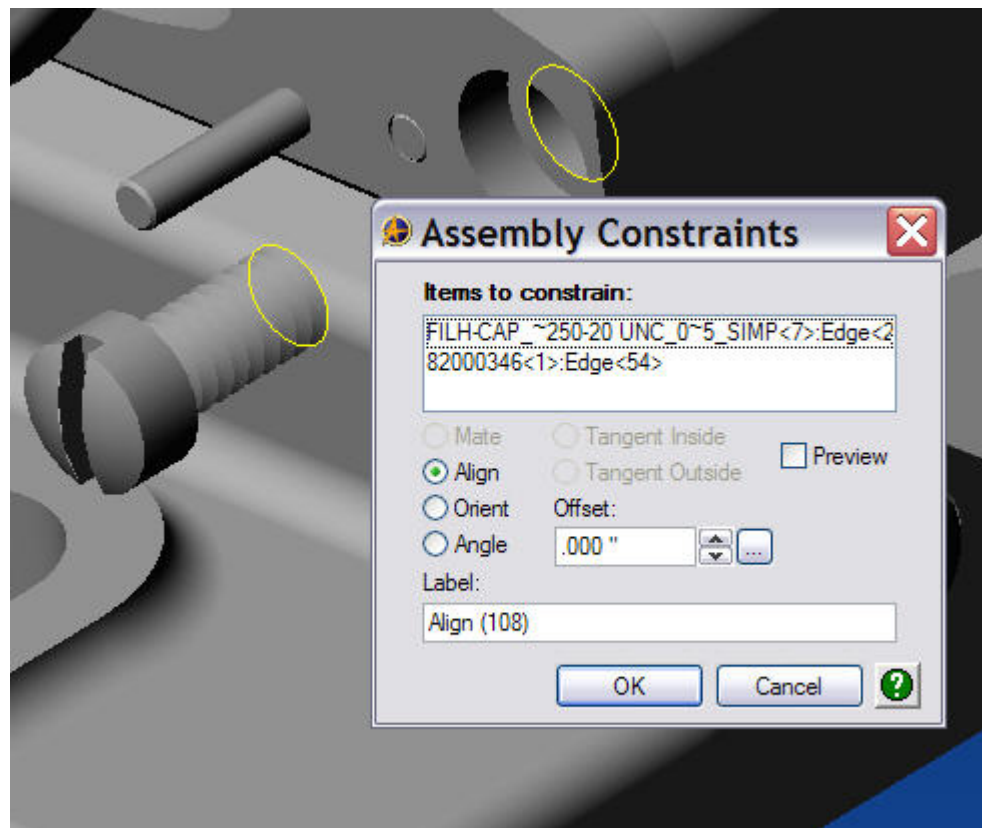 Assembly Constraints
Items to constrain:
FILH-CAP_~250-20 UNC_0~5_SIMP<7>:Edge<2
82000346<1>:Edge<54>
Mate
Tangent Inside
Preview
Align
Tangent Outside
Orient
Offset:
Angle
.000 "
...
Label:
Align (108)
OK
Cancel
?